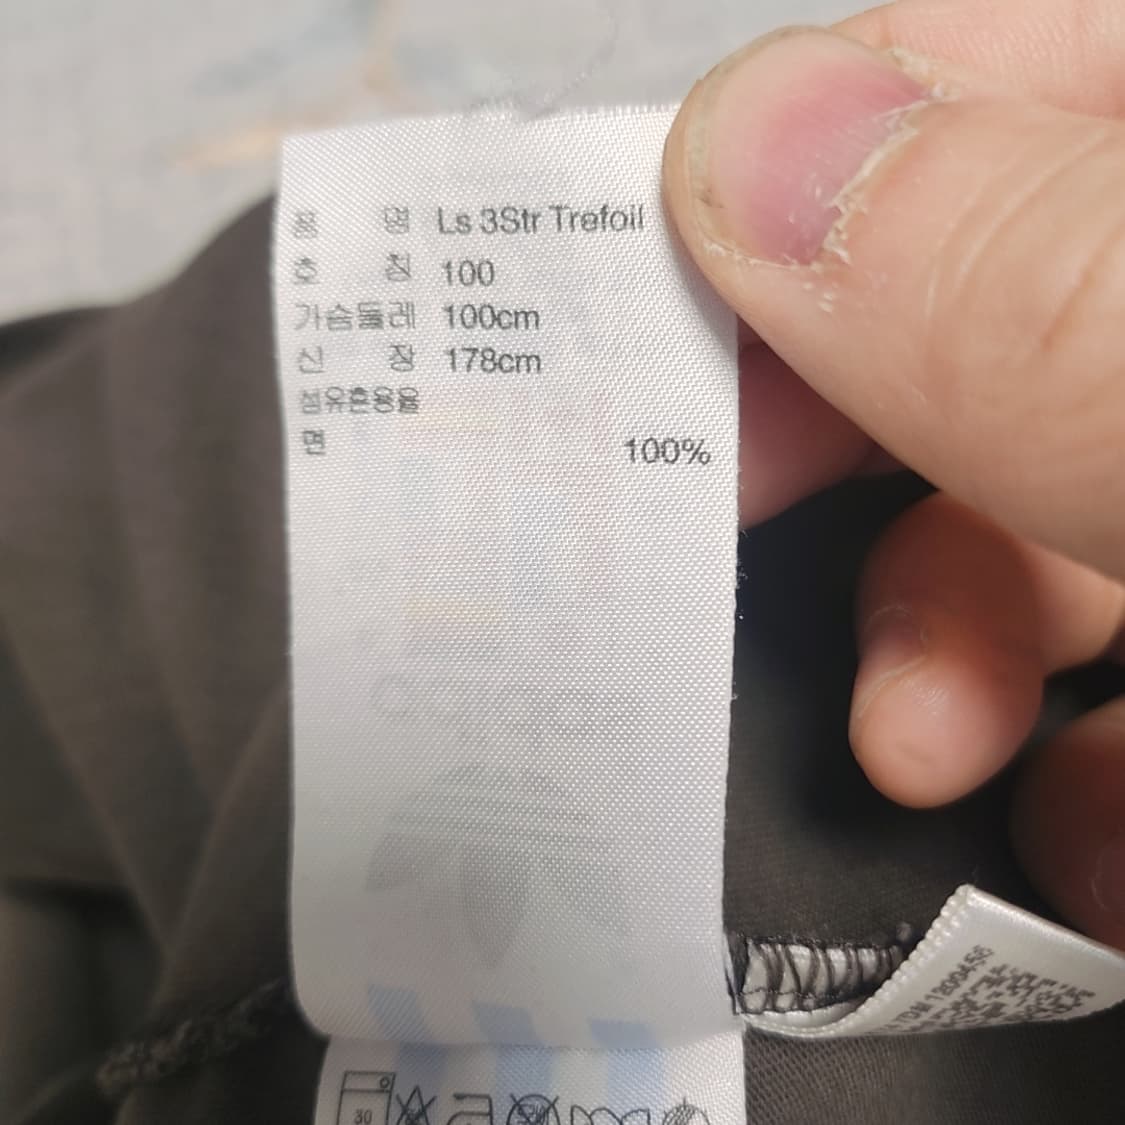 품 명 Ls 3Str Trefoil
호 칭 100
가슴둘레 100cm
신 장 178cm
섬유혼용율
면 100%
30